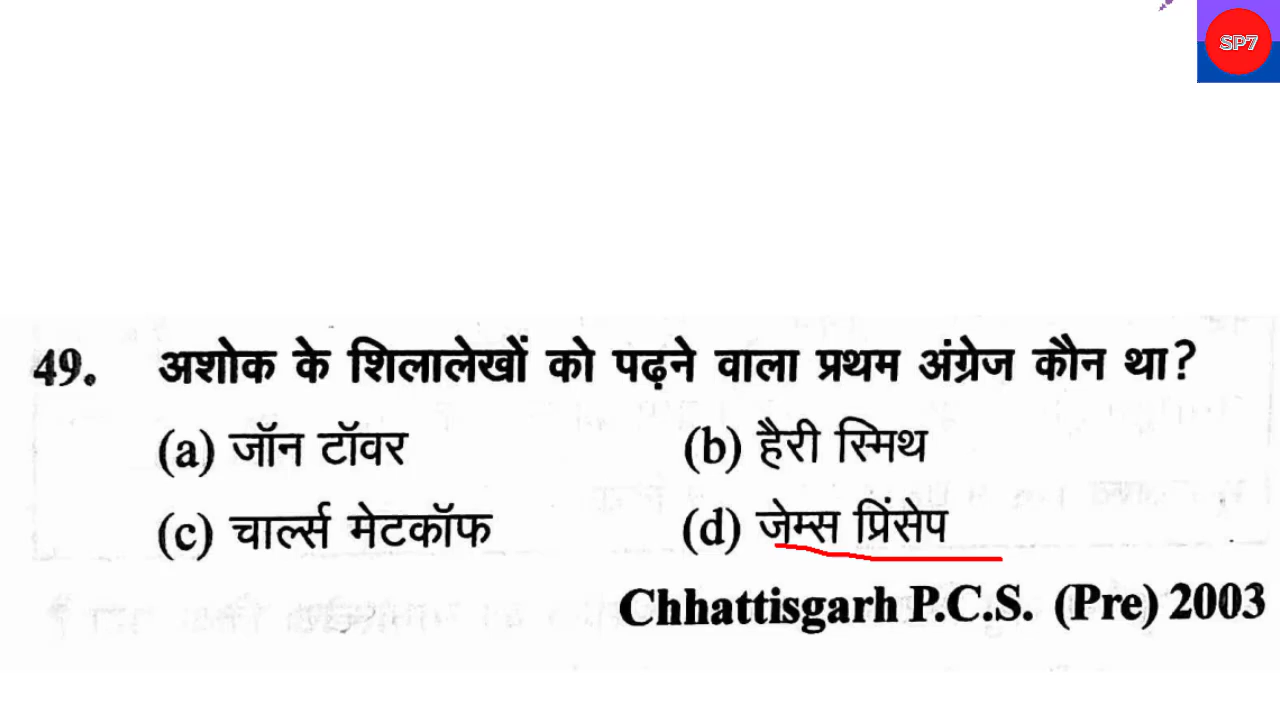 SP7
49. अशोक के शिलालेखों को पढ़ने वाला प्रथम अंग्रेज कौन था?
(a) जॉन टॉवर (b) हैरी स्मिथ
(c) चार्ल्स मेटकॉफ (d) जेम्स प्रिंसेप
Chhattisgarh P.C.S. (Pre) 2003